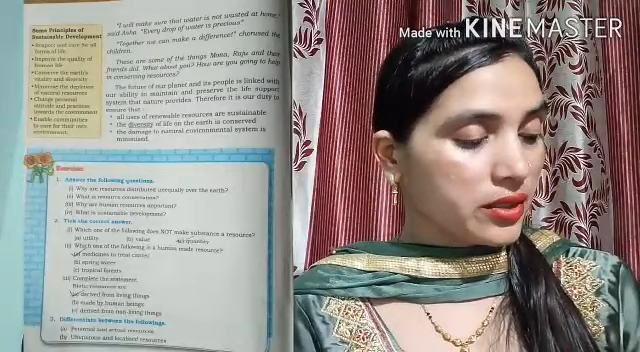 Made with KINEMASTER
Some Principles of
Sustainable Development
• Respect and care for all
forms of life
• Improve the quality of
human life
• Conserve the earth's
vitality and diversity
• Minimise the depletion
of natural resources
• Change personal
attitude and practices
towards the environment
• Enable communities
to care for their own
environment.
"I will make sure that water is not wasted at home,"
said Asha. "Every drop of water is precious"
"Together we can make a difference!" chorused the
children.
These are some of the things Mona, Raju and their
friends did. What about you? How are you going to help
in conserving resources?
The future of our planet and its people is linked with
our ability to maintain and preserve the life support
system that nature provides. Therefore it is our duty to
ensure that :
• all uses of renewable resources are sustainable
• the diversity of life on the earth is conserved
• the damage to natural environmental system is
minimised.
Exercises
1. Answer the following questions.
(i) Why are resources distributed unequally over the earth?
(ii) What is resource conservation?
(iii) Why are human resources important?
(iv) What is sustainable development?
2. Tick the correct answer.
(i) Which one of the following does NOT make substance a resource?
(a) utility (b) value (c) quantity
(ii) Which one of the following is a human made resource?
(a) medicines to treat cancer
(b) spring water
(c) tropical forests
(iii) Complete the statement.
Biotic resources are
(a) derived from living things
(b) made by human beings
(c) derived from non-living things
3. Differentiate between the followings.
(a) Potential and actual resources
(b) Ubiquitous and localised resources